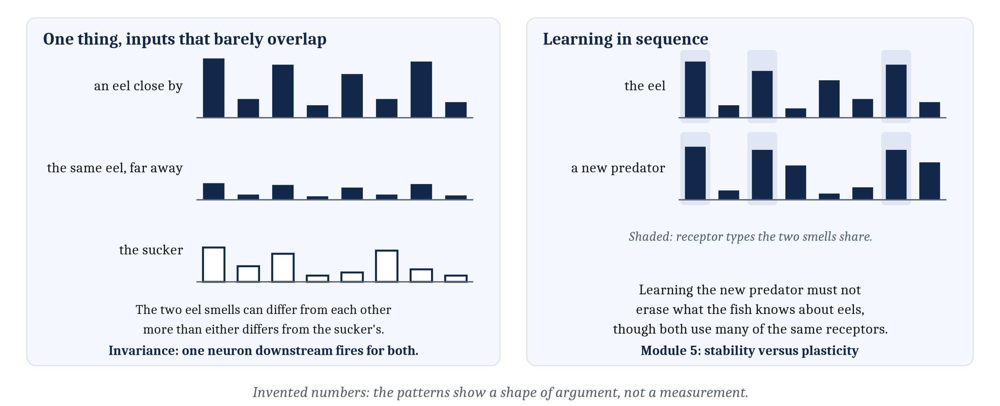 One thing, inputs that barely overlap
an eel close by
the same eel, far away
the sucker
The two eel smells can differ from each other
more than either differs from the sucker's.
Invariance: one neuron downstream fires for both.
Learning in sequence
the eel
a new predator
Shaded: receptor types the two smells share.
Learning the new predator must not
erase what the fish knows about eels,
though both use many of the same receptors.
Module 5: stability versus plasticity
Invented numbers: the patterns show a shape of argument, not a measurement.